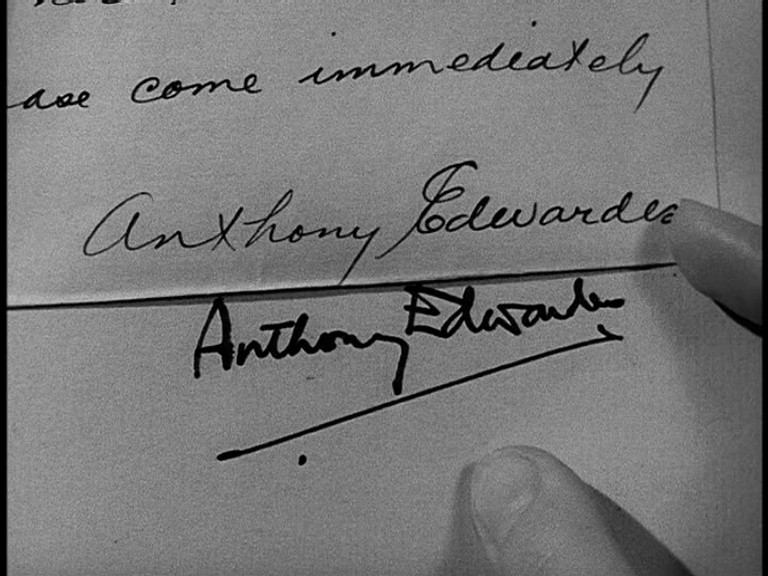 ase come immediately
Anthony Edwardes
Anthony Edwardes